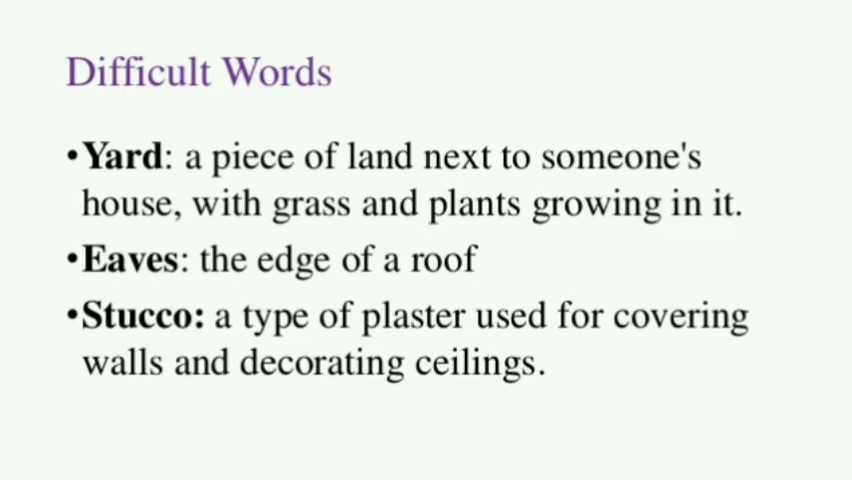 Difficult Words
•Yard: a piece of land next to someone's
house, with grass and plants growing in it.
•Eaves: the edge of a roof
•Stucco: a type of plaster used for covering
walls and decorating ceilings.